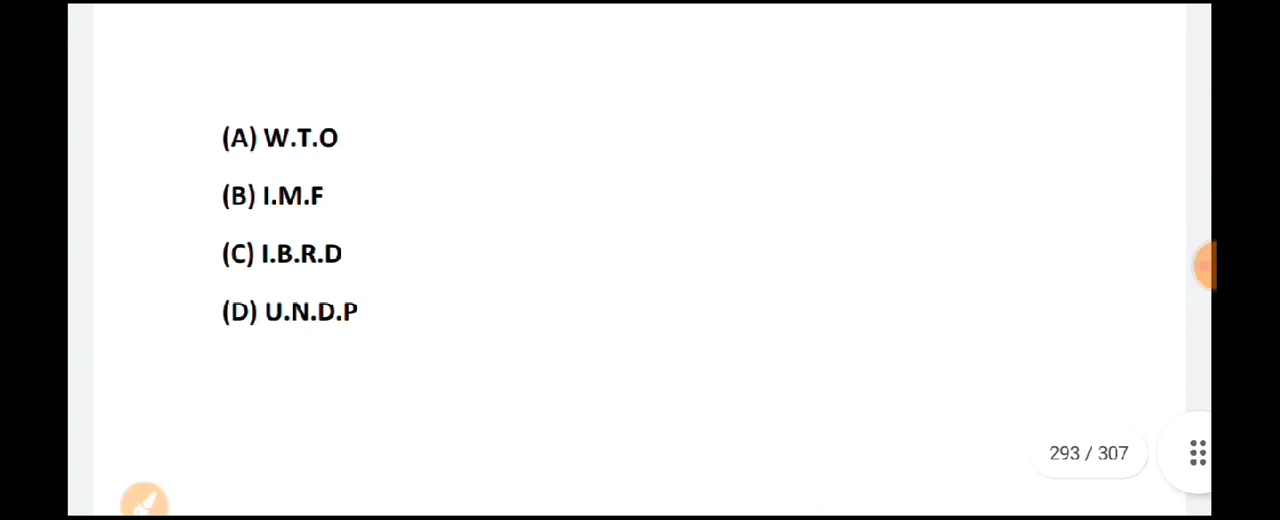 (A) W.T.O
(B) I.M.F
(C) I.B.R.D
(D) U.N.D.P
293 / 307